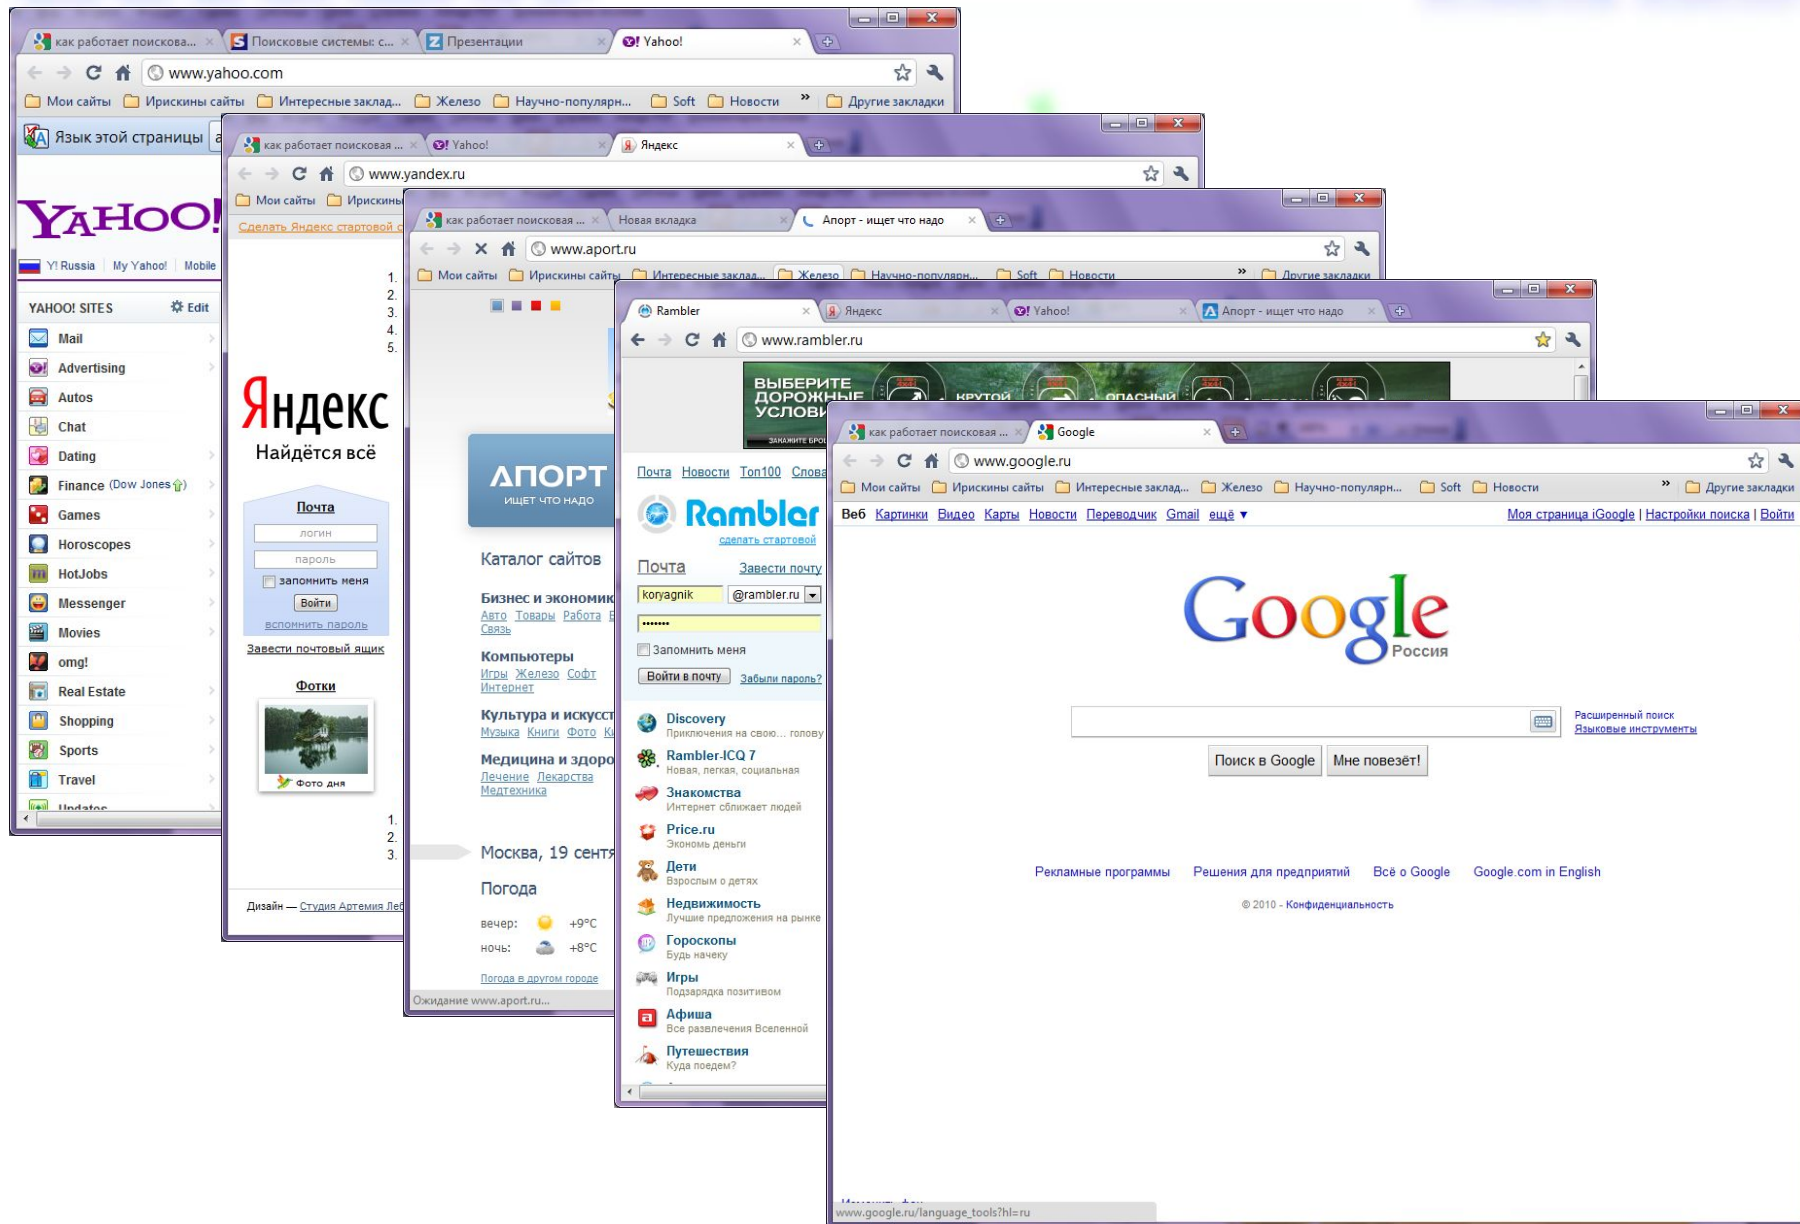 как работает поискова...
Поисковые системы: с...
Презентации
Yahoo!
www.yahoo.com
Мои сайты
Ирискины сайты
Интересные заклад...
Железо
Научно-популярн...
Soft
Новости
»
Другие закладки
Язык этой страницы
YAHOO!
Y! Russia
My Yahoo!
Mobile
YAHOO! SITES
Edit
Mail
Advertising
Autos
Chat
Dating
Finance (Dow Jones)
Games
Horoscopes
HotJobs
Messenger
Movies
omg!
Real Estate
Shopping
Sports
Travel
Updates
как работает поисковая ...
Yahoo!
Яндекс
www.yandex.ru
Мои сайты
Сделать Яндекс стартовой
1.
2.
3.
4.
5.
Яндекс
Найдётся всё
Почта
логин
пароль
запомнить меня
Войти
вспомнить пароль
Завести почтовый ящик
Фотки
Фото дня
1.
2.
3.
Дизайн — Студия Артемия Леб
как работает поисковая ...
Новая вкладка
Апорт - ищет что надо
www.aport.ru
Мои сайты
Ирискины сайты
Интересные заклад...
Железо
Научно-популярн...
Soft
Новости
»
Другие закладки
АПОРТ
ИЩЕТ ЧТО НАДО
Каталог сайтов
Бизнес и экономик
Авто Товары Работа
Связь
Компьютеры
Игры Железо Софт
Интернет
Культура и искусст
Музыка Книги Фото
Медицина и здоро
Лечение Лекарства
Медтехника
Москва, 19 сентя
Погода
вечер: +9°C
ночь: +8°C
Погода в другом городе
Ожидание www.aport.ru...
Rambler
Яндекс
Yahoo!
Апорт - ищет что надо
www.rambler.ru
ВЫБЕРИТЕ
ДОРОЖНЫЕ
УСЛОВИ
КРУТОЙ
ОПАСНЫЙ
Почта Новости Топ100 Слова
Rambler
сделать стартовой
Почта
Завести почту
koryagnik
@rambler.ru
Запомнить меня
Войти в почту
Забыли пароль?
Discovery
Приключения на свою... голову
Rambler-ICQ 7
Новая, легкая, социальная
Знакомства
Интернет сближает людей
Price.ru
Экономь деньги
Дети
Взрослым о детях
Недвижимость
Лучшие предложения на рынке
Гороскопы
Будь начеку
Игры
Подзарядка позитивом
Афиша
Все развлечения Вселенной
Путешествия
Куда поедем?
как работает поисковая ...
Google
www.google.ru
Мои сайты
Ирискины сайты
Интересные заклад...
Железо
Научно-популярн...
Soft
Новости
»
Другие закладки
Веб Картинки Видео Карты Новости Переводчик Gmail ещё ▼
Моя страница iGoogle | Настройки поиска | Войти
Google
Россия
Расширенный поиск
Языковые инструменты
Поиск в Google
Мне повезёт!
Рекламные программы
Решения для предприятий
Всё о Google
Google.com in English
© 2010 - Конфиденциальность
www.google.ru/language_tools?hl=ru